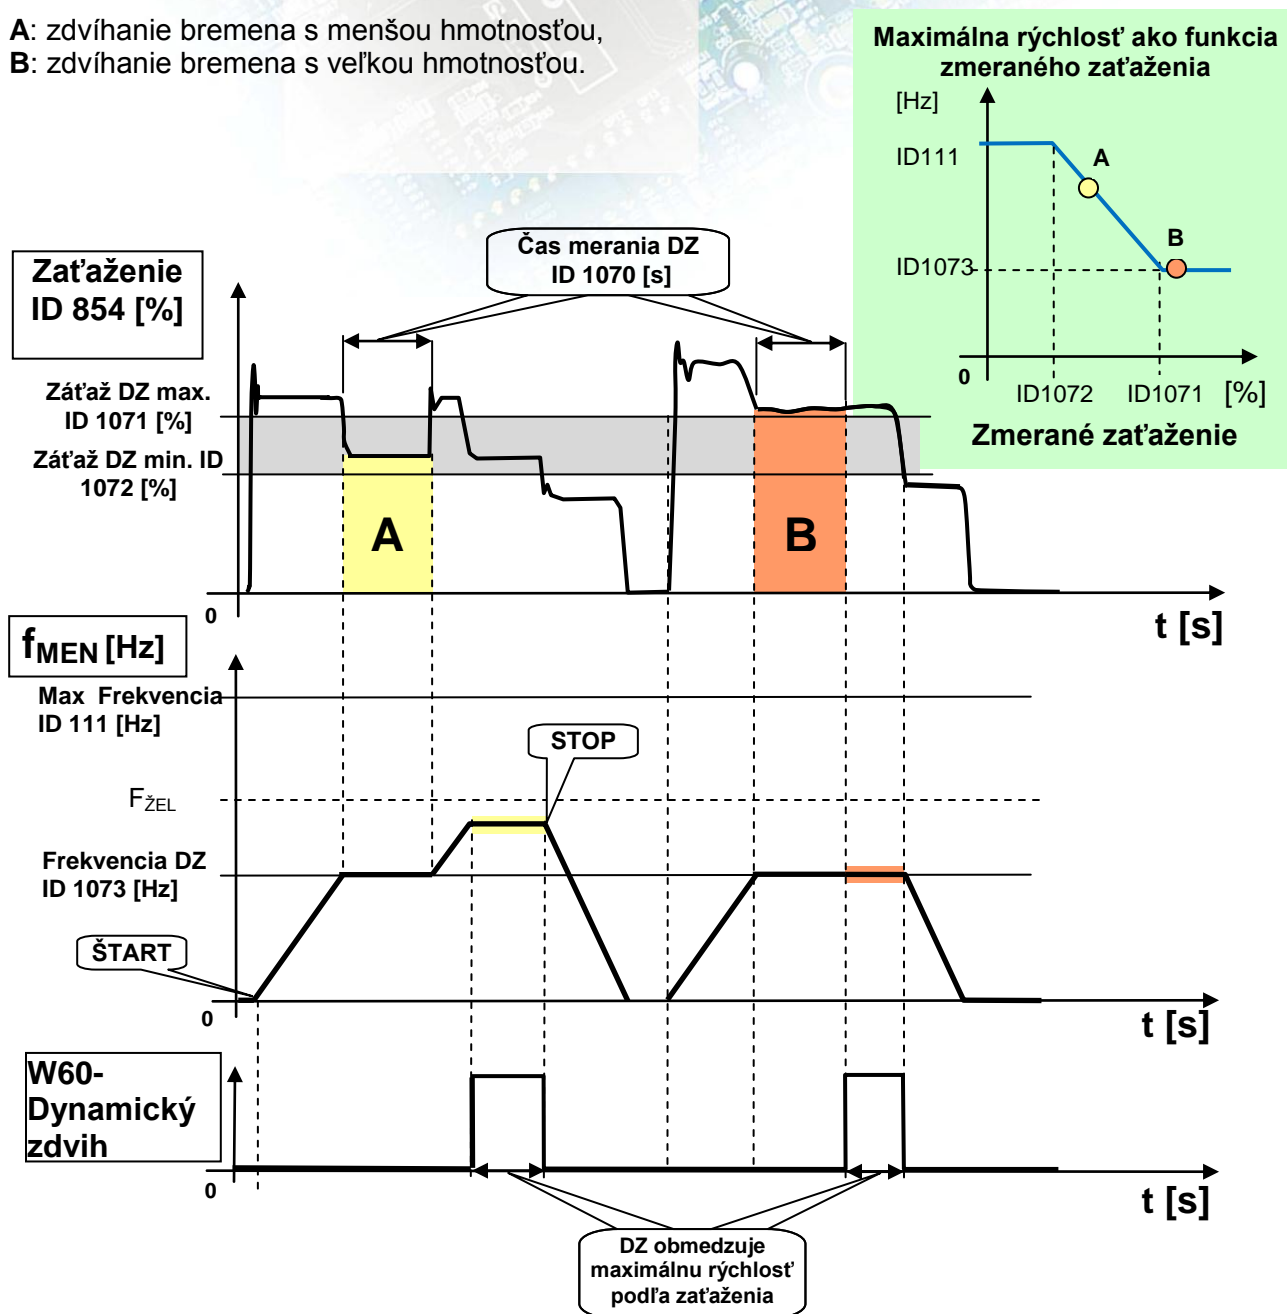 A: zdvíhanie bremena s menšou hmotnosťou,
B: zdvíhanie bremena s veľkou hmotnosťou.
Maximálna rýchlosť ako funkcia
zmeraného zaťaženia
[Hz]
ID111
A
B
ID1073
0
ID1072
ID1071
[%]
Zmerané zaťaženie
Čas merania DZ
ID 1070 [s]
Zaťaženie
ID 854 [%]
Záťaž DZ max.
ID 1071 [%]
Záťaž DZ min. ID
1072 [%]
A
B
0
t [s]
fMEN [Hz]
Max Frekvencia
ID 111 [Hz]
STOP
FŽEL
Frekvencia DZ
ID 1073 [Hz]
ŠTART
0
t [s]
W60-
Dynamický
zdvih
0
t [s]
DZ obmedzuje
maximálnu rýchlosť
podľa zaťaženia